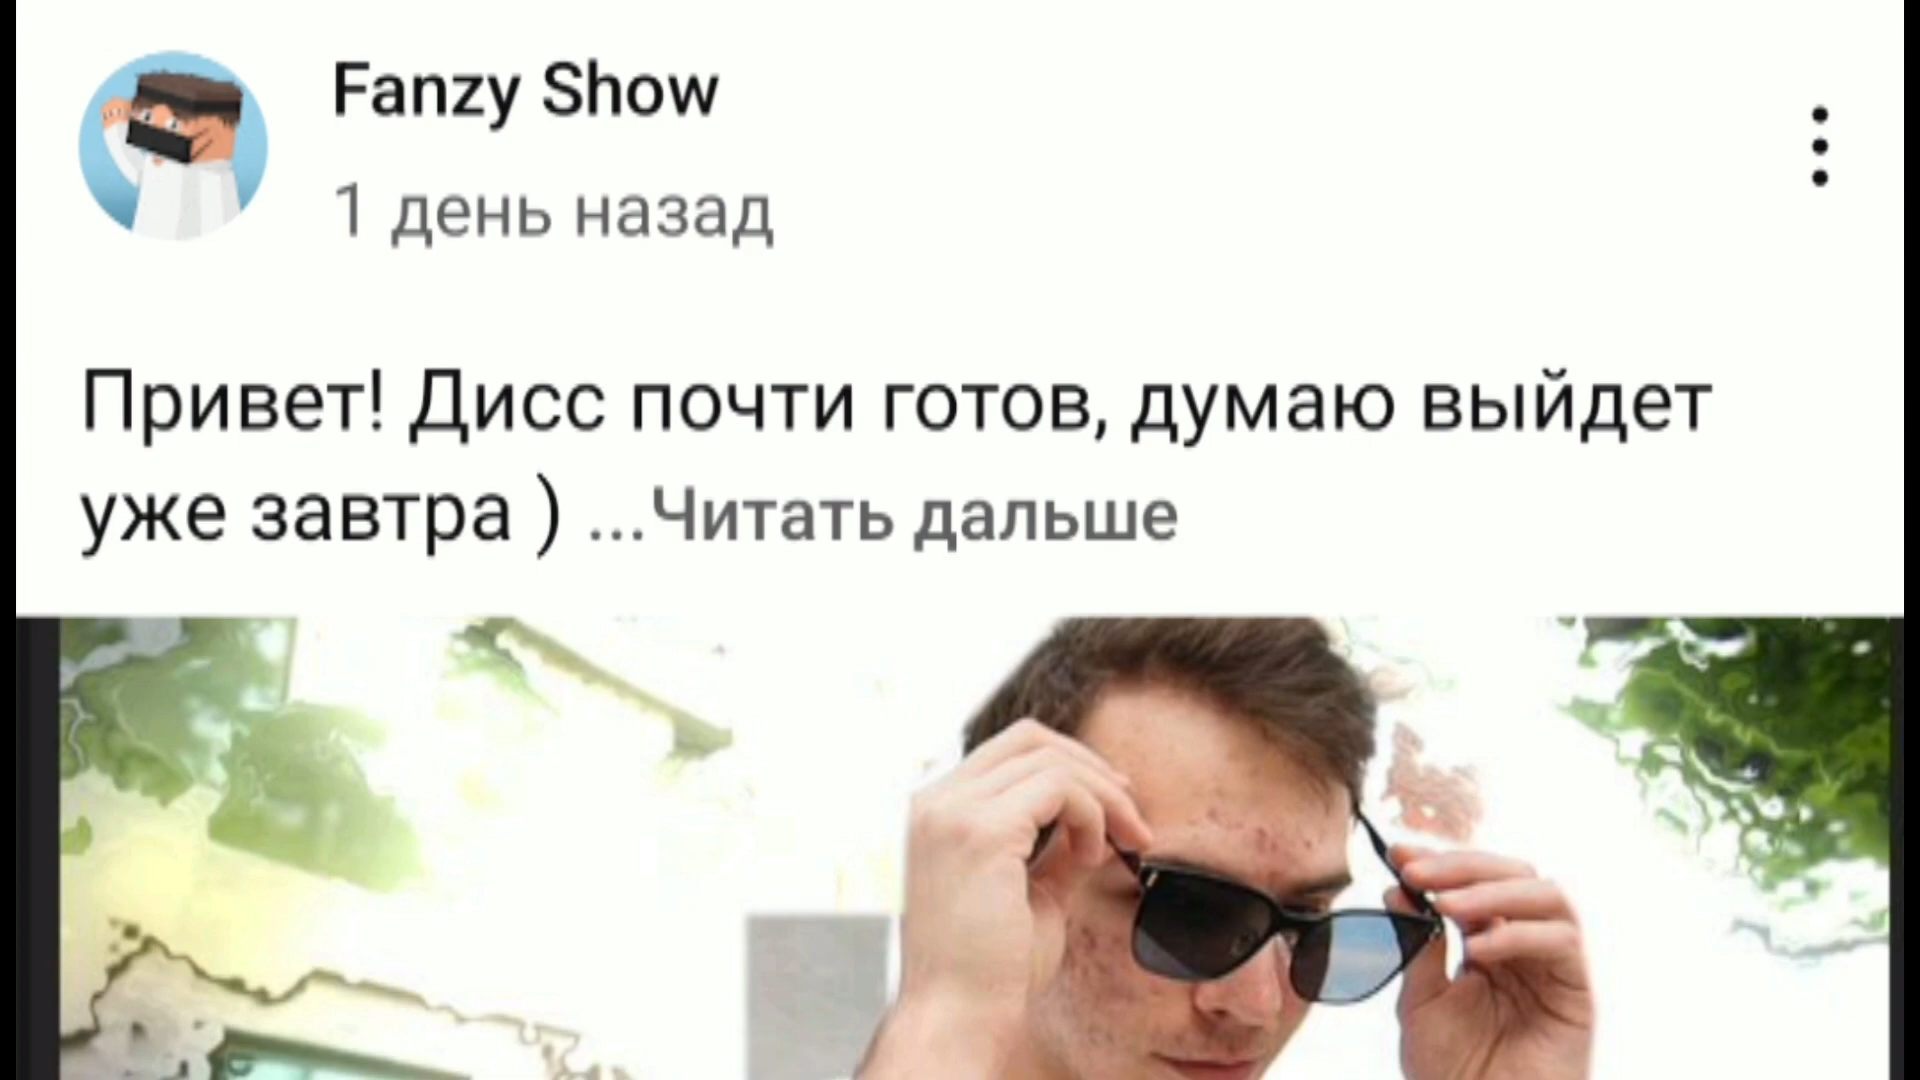 Fanzy Show
1 день назад
Привет! Дисс почти готов, думаю выйдет
уже завтра ) ...Читать дальше